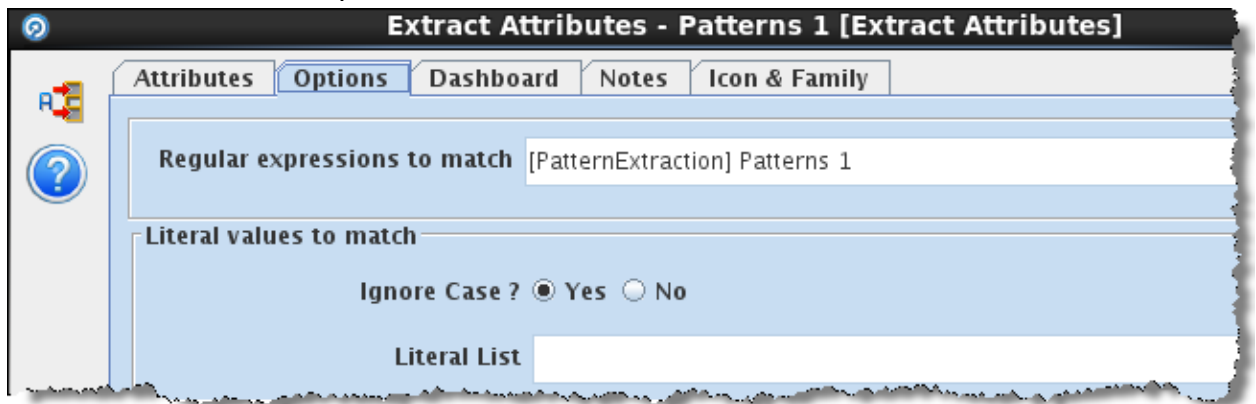 Extract Attributes - Patterns 1 [Extract Attributes]
Attributes Options Dashboard Notes Icon & Family
A
?
Regular expressions to match [PatternExtraction] Patterns 1
Literal values to match
Ignore Case ? Yes No
Literal List